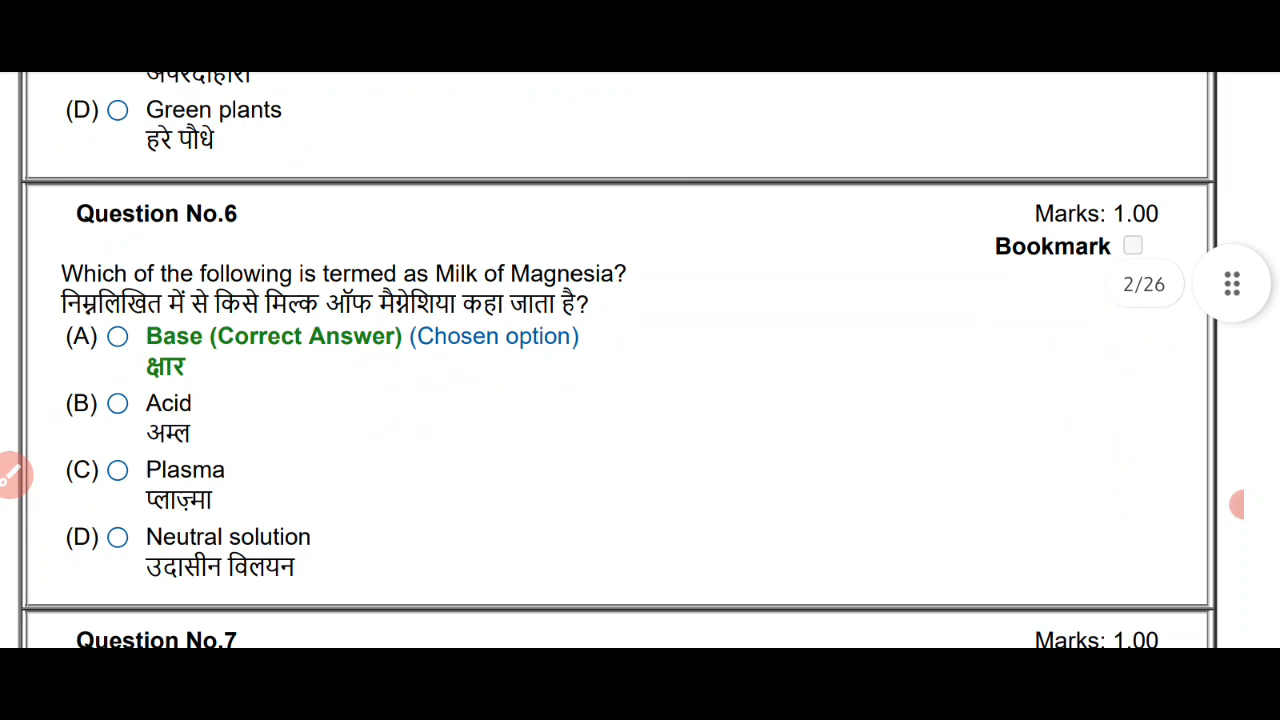 अपरदाहारी
(D) Green plants
हरे पौधे
Question No.6 Marks: 1.00
Bookmark
Which of the following is termed as Milk of Magnesia?
2/26
निम्नलिखित में से किसे मिल्क ऑफ मैग्नेशिया कहा जाता है?
(A) Base (Correct Answer) (Chosen option)
क्षार
(B) Acid
अम्ल
(C) Plasma
प्लाज़्मा
(D) Neutral solution
उदासीन विलयन
Question No.7 Marks: 1.00